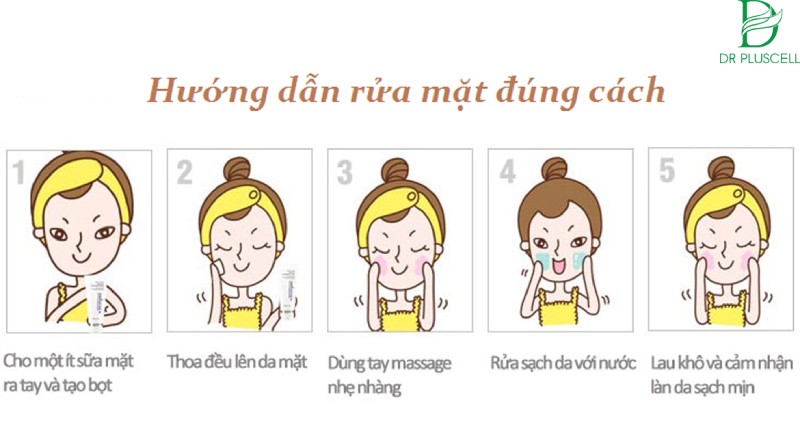 DR PLUSCELL
Hướng dẫn rửa mặt đúng cách
1
2
3
4
5
Cho một ít sữa mặt
ra tay và tạo bọt
Thoa đều lên da mặt
Dùng tay massage
nhẹ nhàng
Rửa sạch da với nước
Lau khô và cảm nhận
làn da sạch mịn